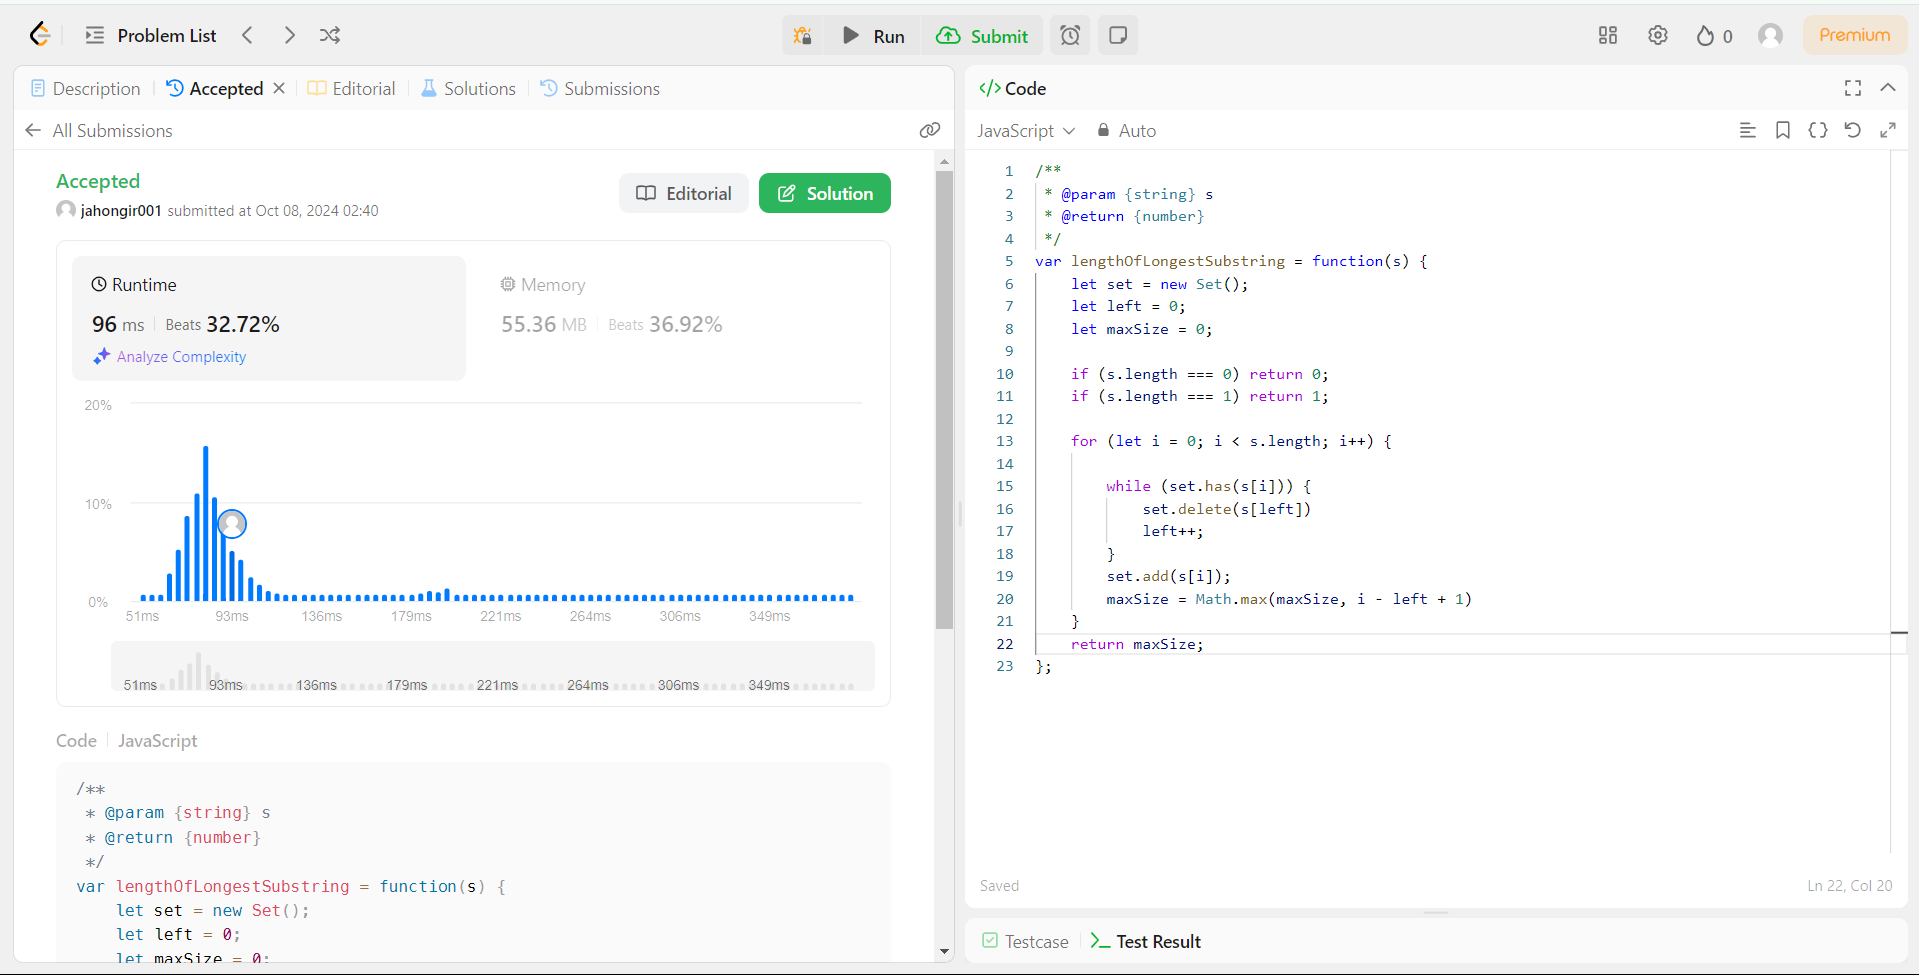 Problem List
Run
Submit
0
Premium
Description
Accepted
Editorial
Solutions
Submissions
All Submissions
Accepted
jahongir001 submitted at Oct 08, 2024 02:40
Editorial
Solution
Runtime
96 ms
Beats 32.72%
Analyze Complexity
Memory
55.36 MB
Beats 36.92%
20%
10%
0%
51ms 93ms 136ms 179ms 221ms 264ms 306ms 349ms
51ms 93ms 136ms 179ms 221ms 264ms 306ms 349ms
Code
JavaScript
/**
 * @param {string} s
 * @return {number}
 */
var lengthOfLongestSubstring = function(s) {
    let set = new Set();
    let left = 0;
    let maxSize = 0;
</> Code
JavaScript
Auto
1 /**
2  * @param {string} s
3  * @return {number}
4  */
5 var lengthOfLongestSubstring = function(s) {
6     let set = new Set();
7     let left = 0;
8     let maxSize = 0;
9
10     if (s.length === 0) return 0;
11     if (s.length === 1) return 1;
12
13     for (let i = 0; i < s.length; i++) {
14
15         while (set.has(s[i])) {
16             set.delete(s[left])
17             left++;
18         }
19         set.add(s[i]);
20         maxSize = Math.max(maxSize, i - left + 1)
21     }
22     return maxSize;
23 };
Saved
Ln 22, Col 20
Testcase
Test Result